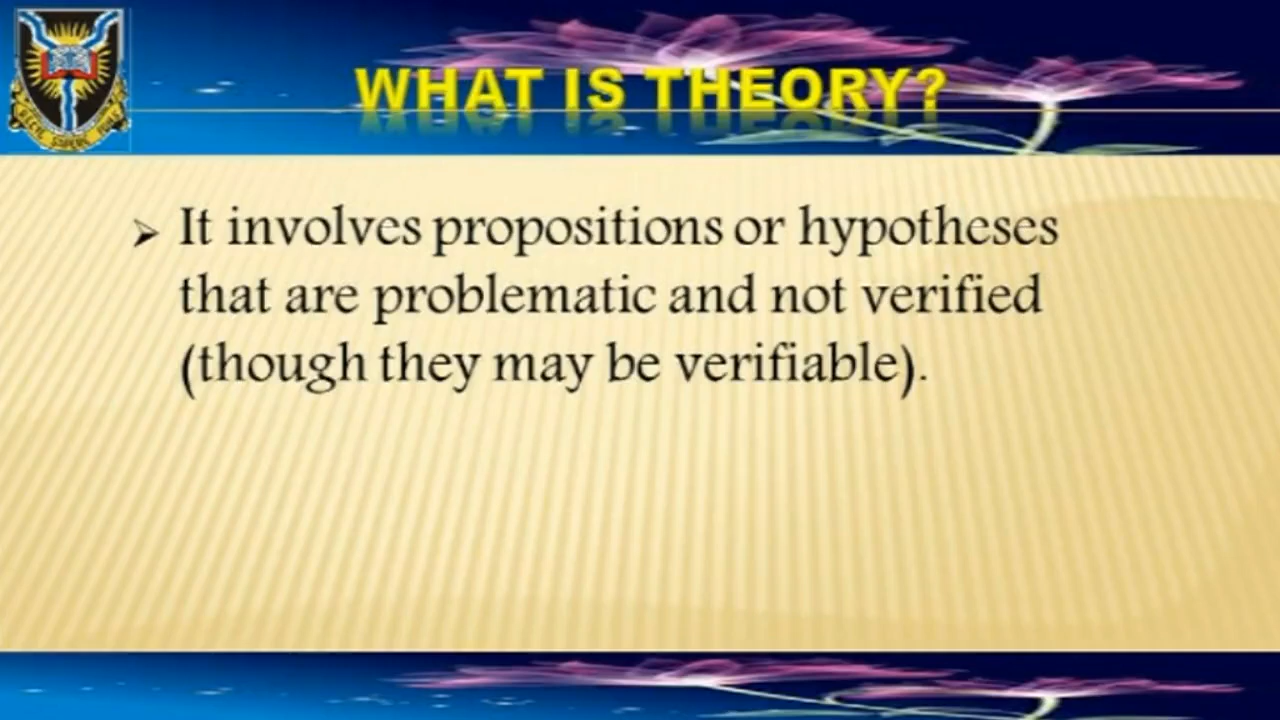 WHAT IS THEORY?
It involves propositions or hypotheses
that are problematic and not verified
(though they may be verifiable).